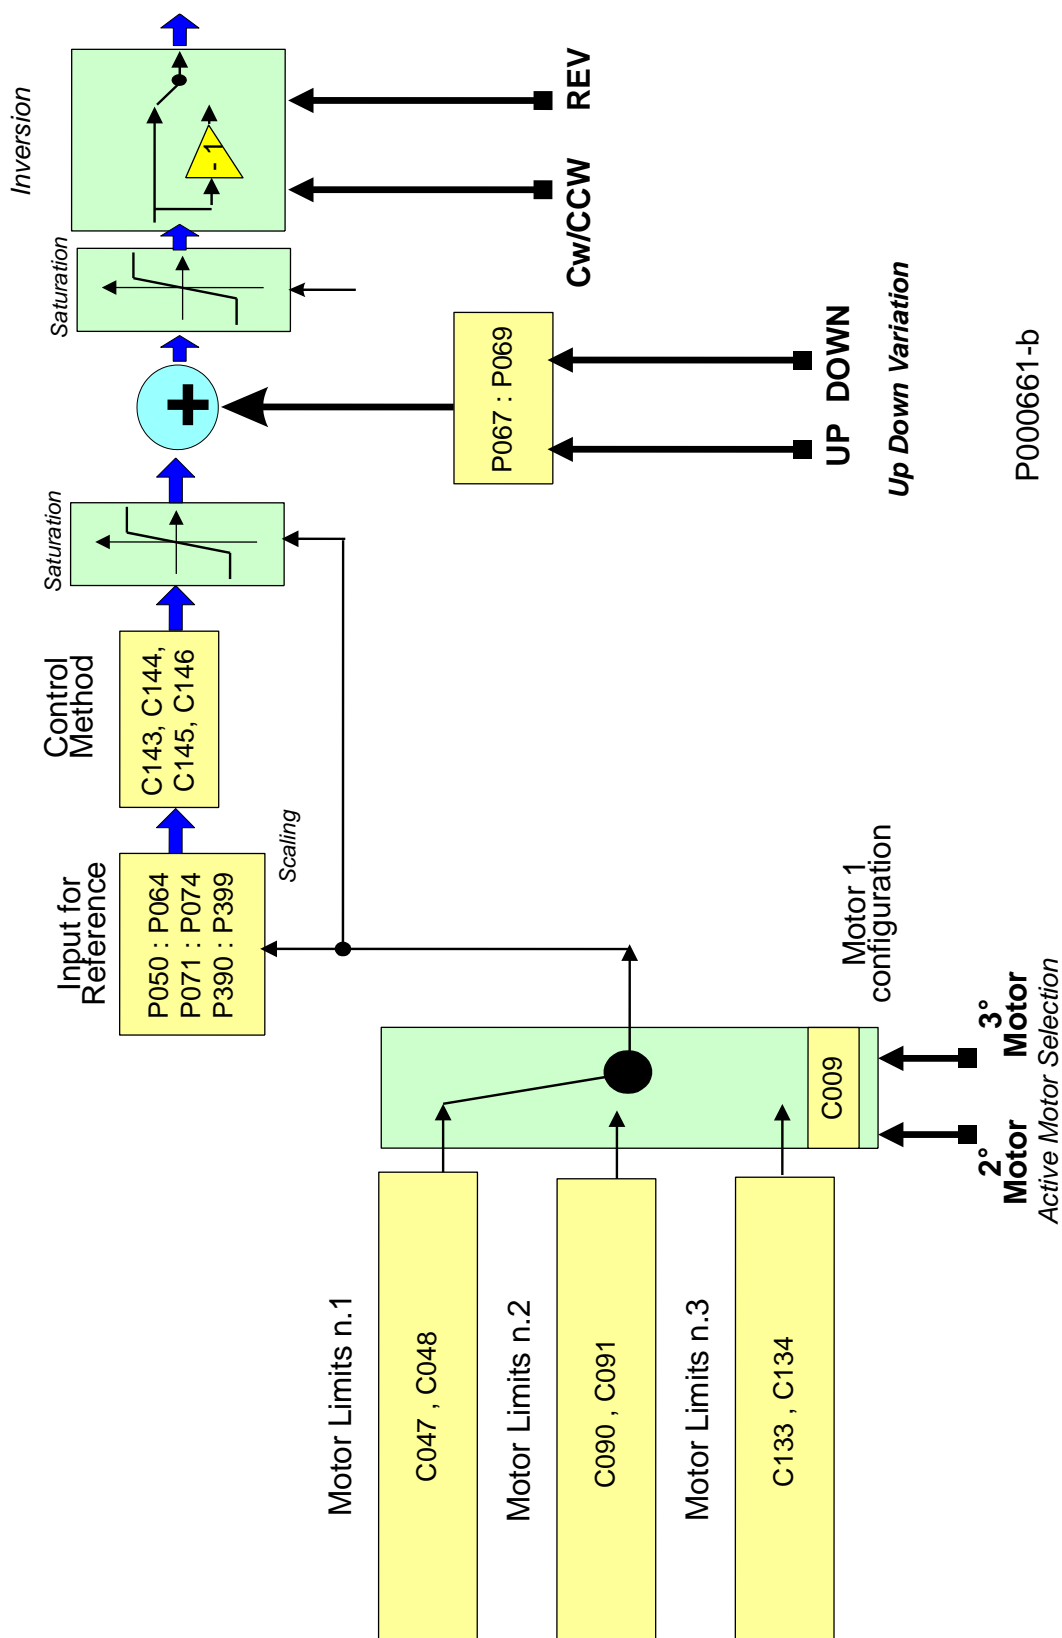 Input for
Reference
P050 : P064
P071 : P074
P390 : P399
Control
Method
C143, C144,
C145, C146
Saturation
Saturation
Inversion
- 1
Scaling
P067 : P069
Cw/CCW
REV
UP
DOWN
Up Down Variation
Motor Limits n.1
C047 , C048
Motor Limits n.2
C090 , C091
Motor Limits n.3
C133 , C134
C009
Motor 1
configuration
2°
Motor
3°
Motor
Active Motor Selection
P000661-b